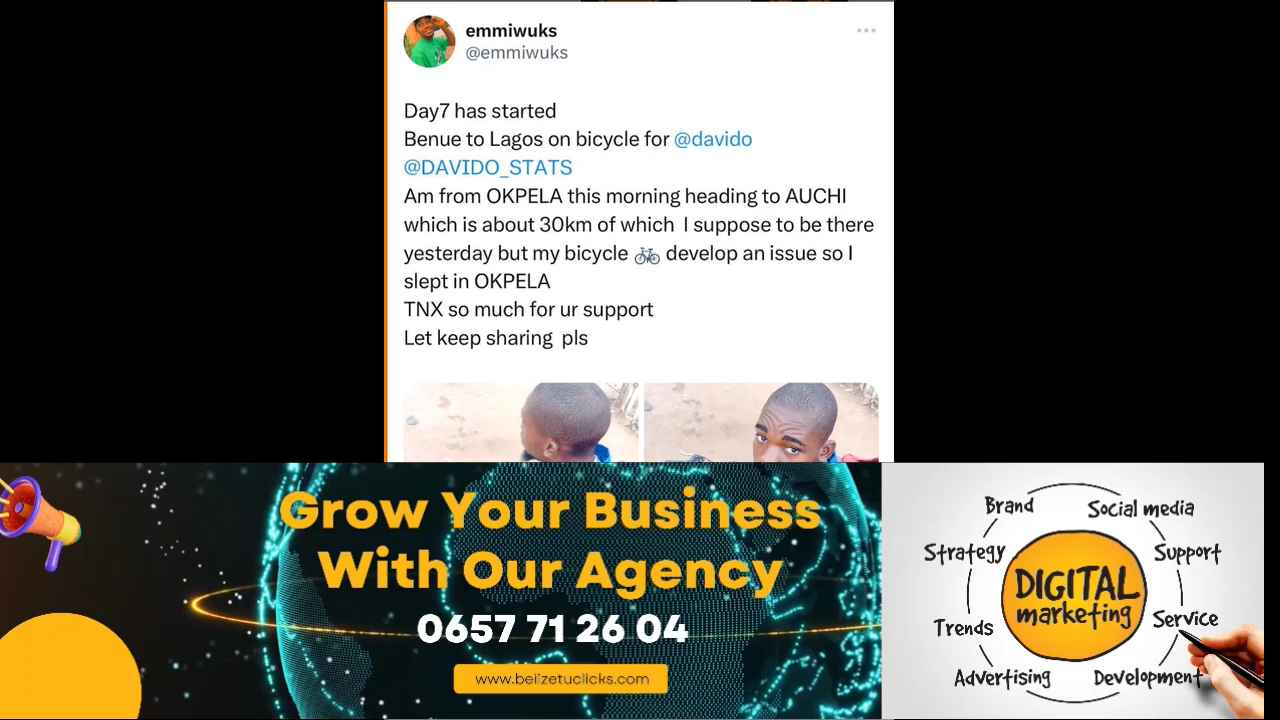 emmiwuks
@emmiwuks
Day7 has started
Benue to Lagos on bicycle for @davido
@DAVIDO_STATS
Am from OKPELA this morning heading to AUCHI
which is about 30km of which I suppose to be there
yesterday but my bicycle 🚲 develop an issue so I
slept in OKPELA
TNX so much for ur support
Let keep sharing pls
Grow Your Business
With Our Agency
0657 71 26 04
www.beiizetuclicks.com
Brand
Social media
Strategy
Support
DIGITAL
marketing
Trends
Service
Advertising
Development